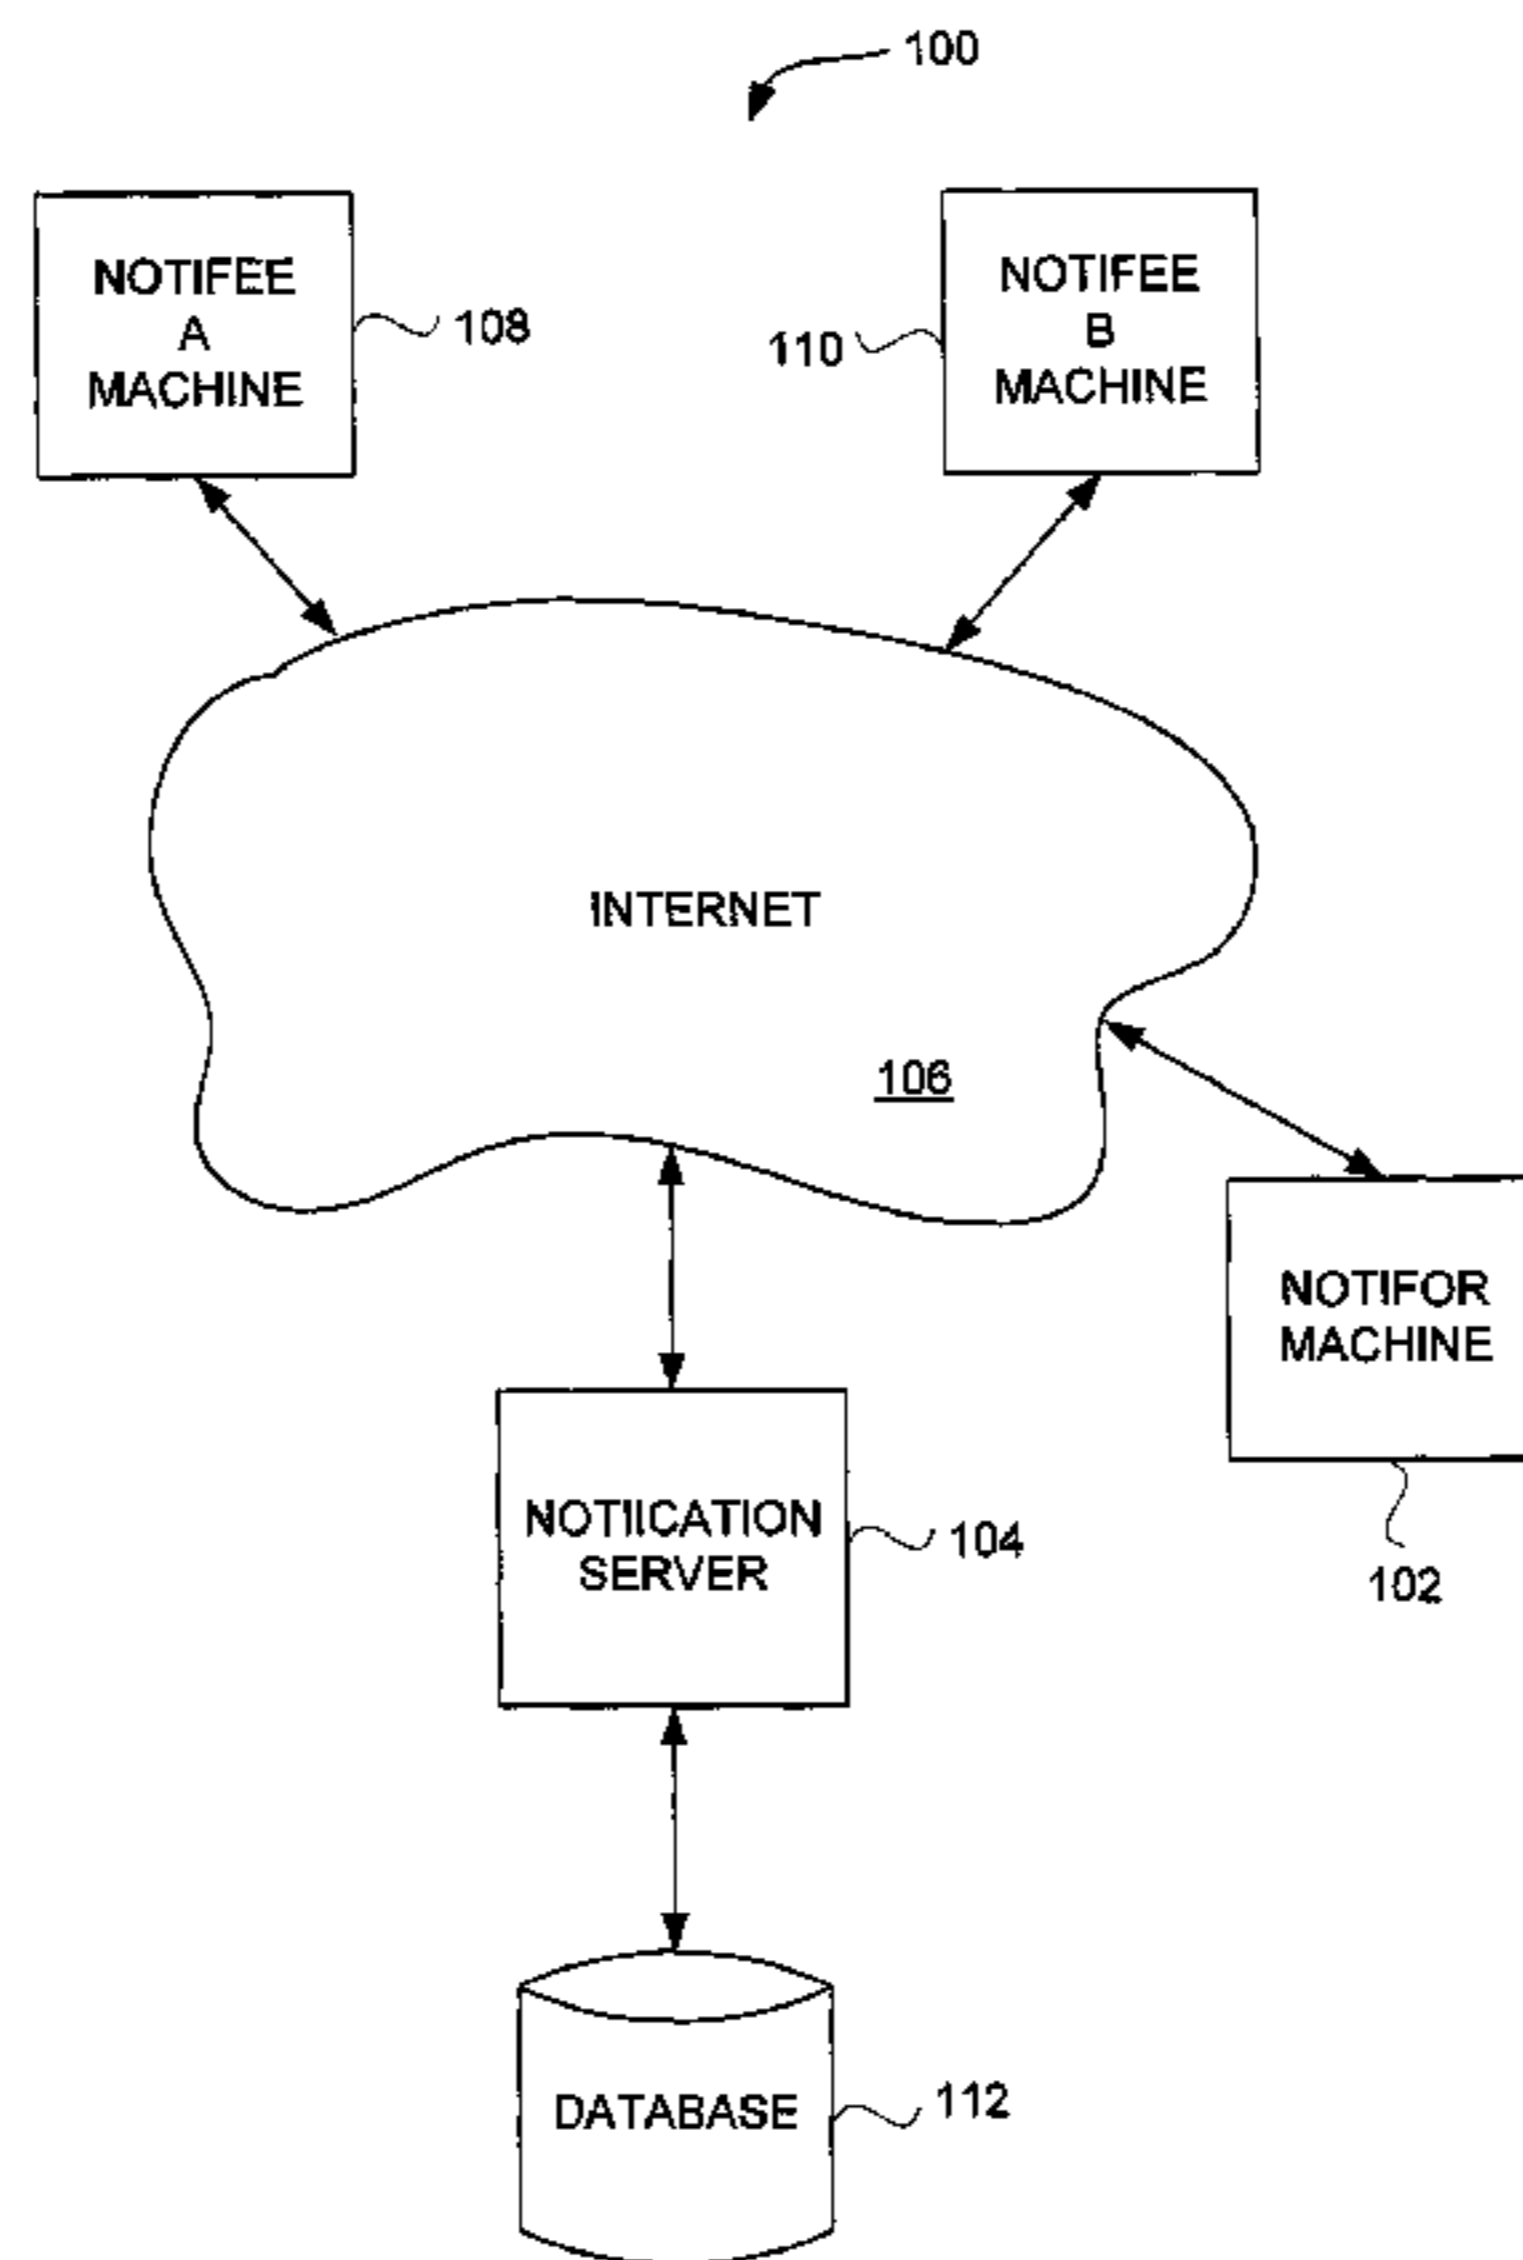 100
NOTIFEE
A
MACHINE
108
110
NOTIFEE
B
MACHINE
INTERNET
106
NOTIFOR
MACHINE
102
NOTIICATION
SERVER
104
DATABASE
112